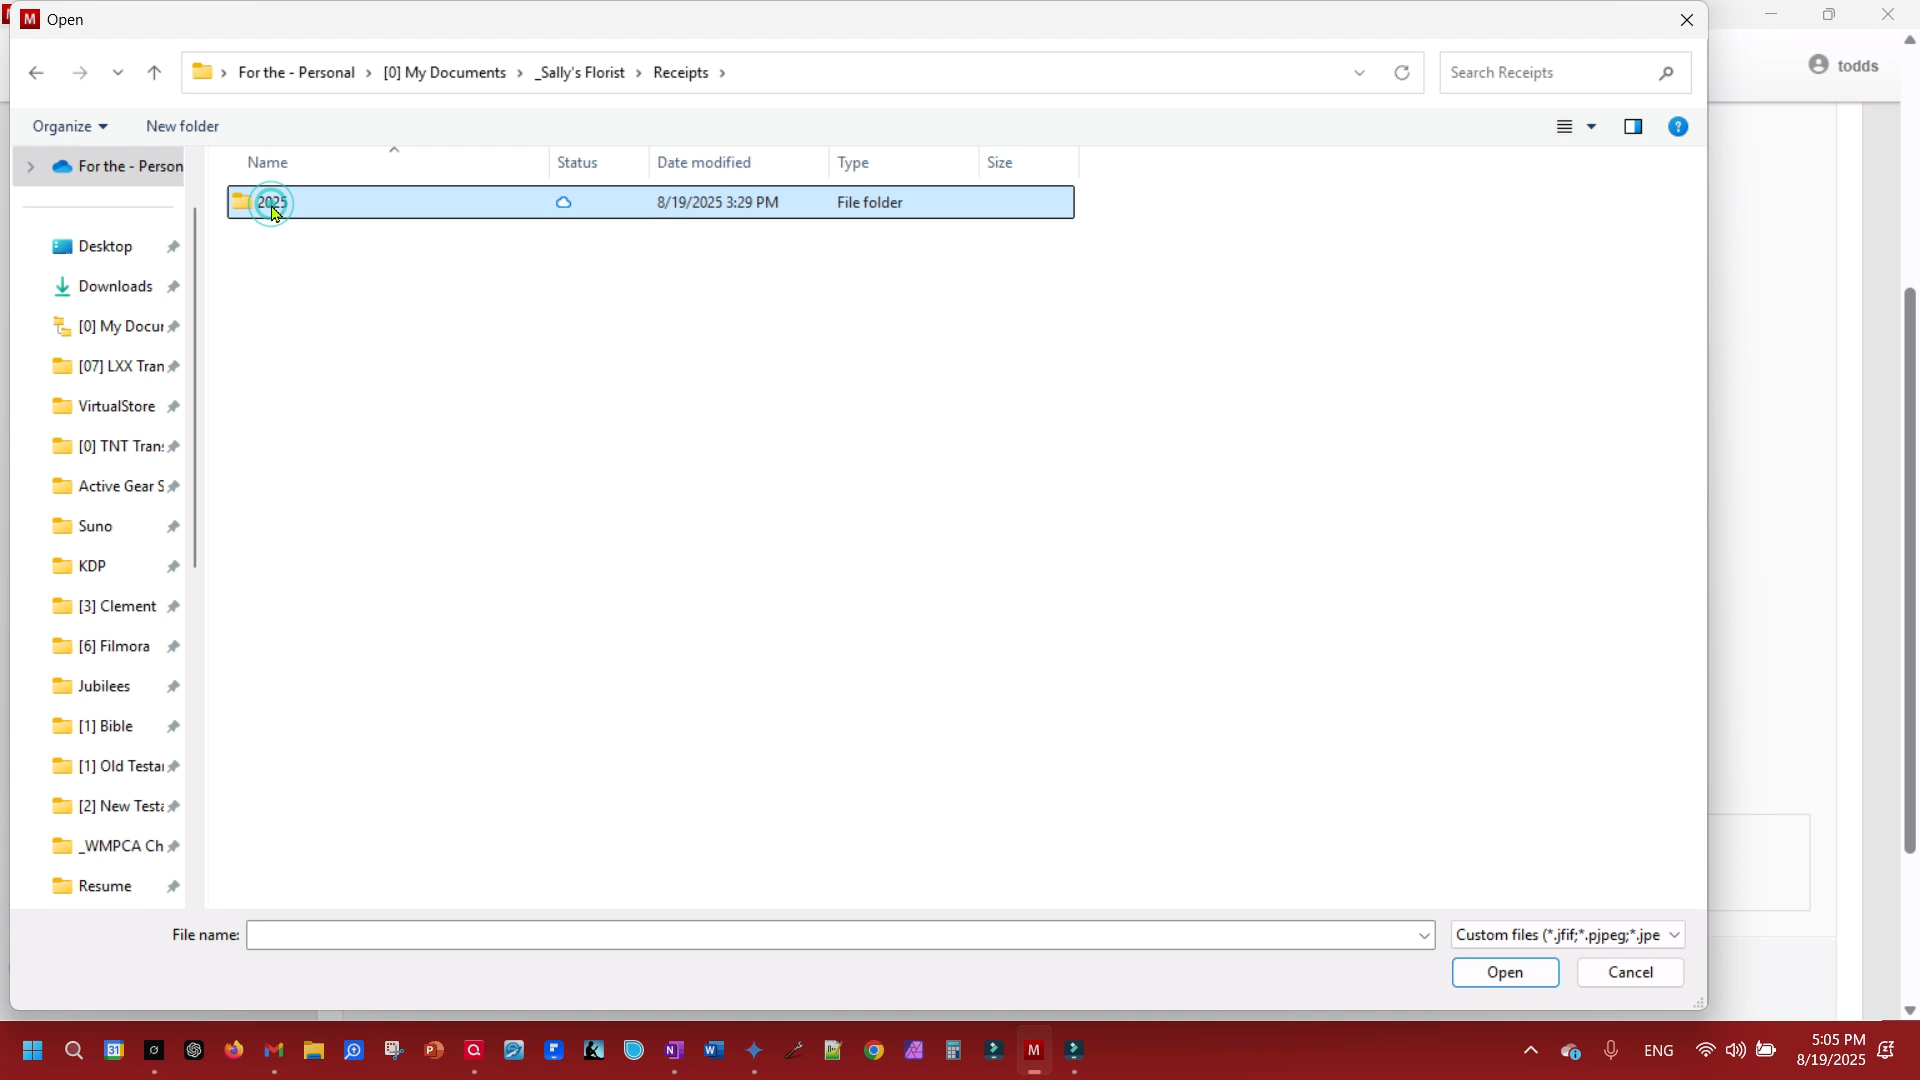 M Open
todds
For the - Personal > [0] My Documents > _Sally's Florist > Receipts >
Search Receipts
Organize New folder
?
For the - Person
Name Status Date modified Type Size
2025 8/19/2025 3:29 PM File folder
Desktop
Downloads
[0] My Docur
[07] LXX Tran
VirtualStore
[0] TNT Tran:
Active Gear S
Suno
KDP
[3] Clement
[6] Filmora
Jubilees
[1] Bible
[1] Old Testa
[2] New Testa
_WMPCA Ch
Resume
File name: Custom files (*.jfif;*.pjpeg;*.jpe
Open Cancel
31 N W M ENG 5:05 PM
8/19/2025